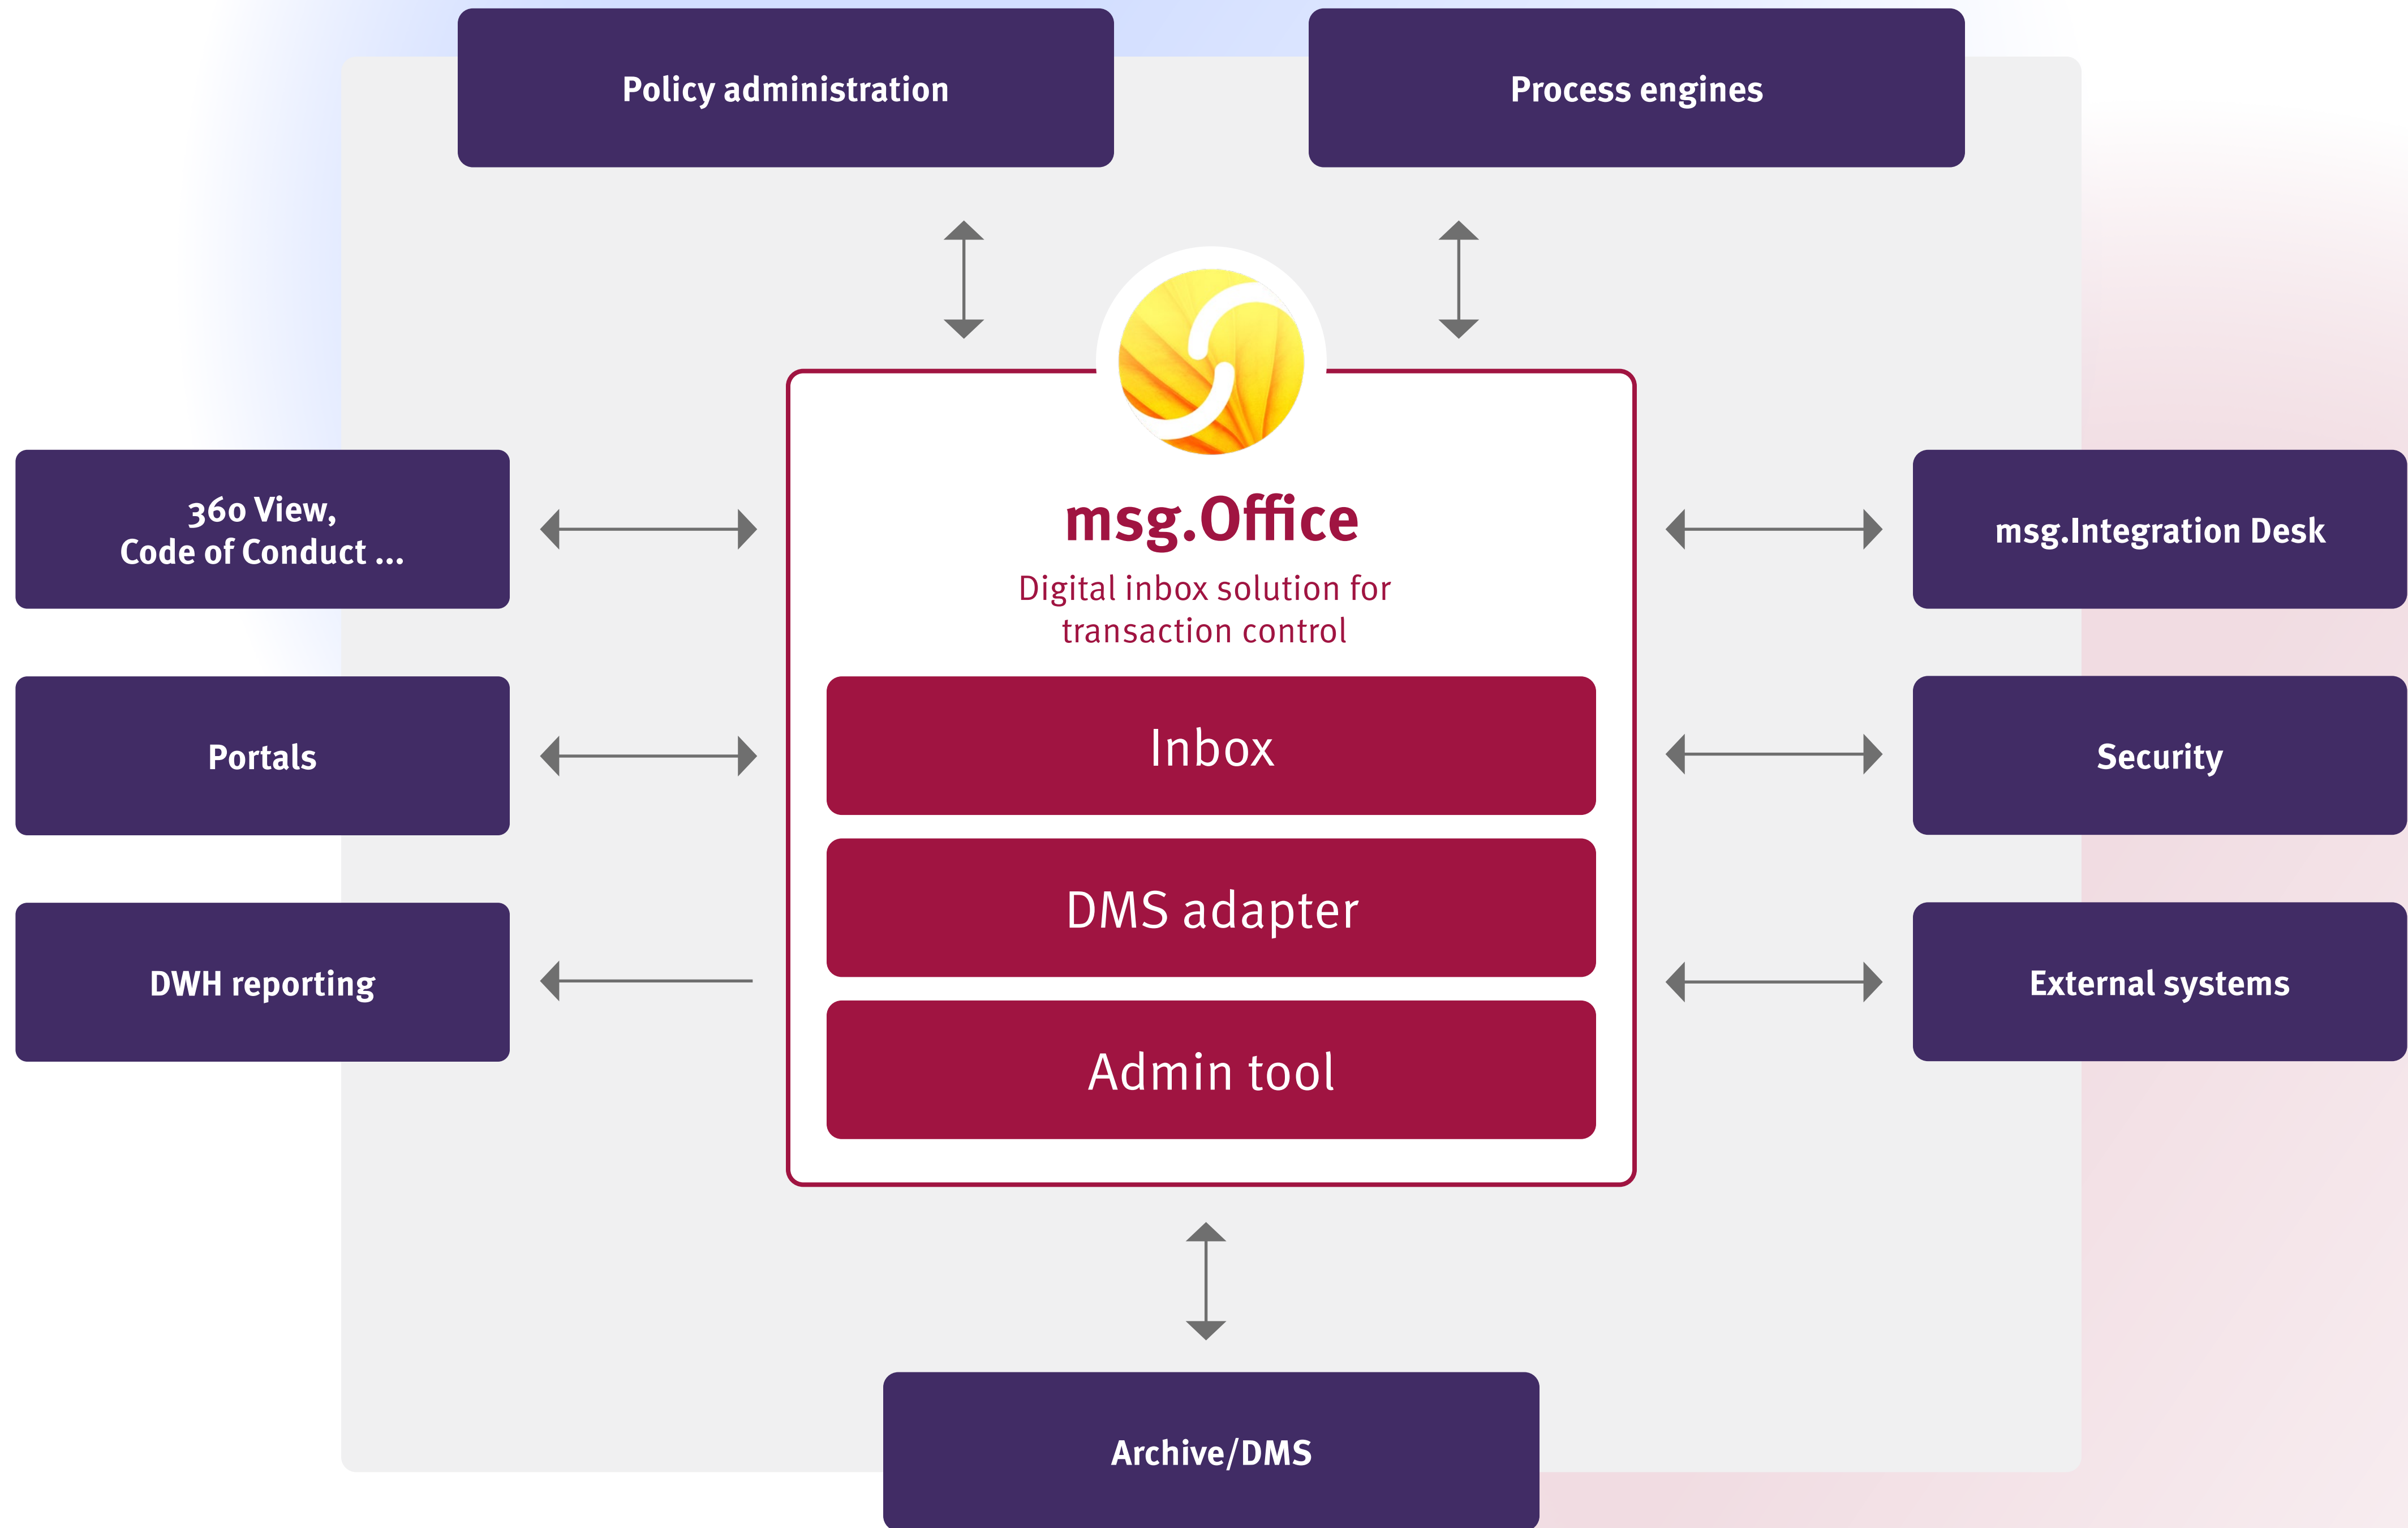 Policy administration
Process engines
msg.Office
Digital inbox solution for
transaction control
360 View,
Code of Conduct ...
Portals
DWH reporting
Inbox
DMS adapter
Admin tool
msg.Integration Desk
Security
External systems
Archive/DMS